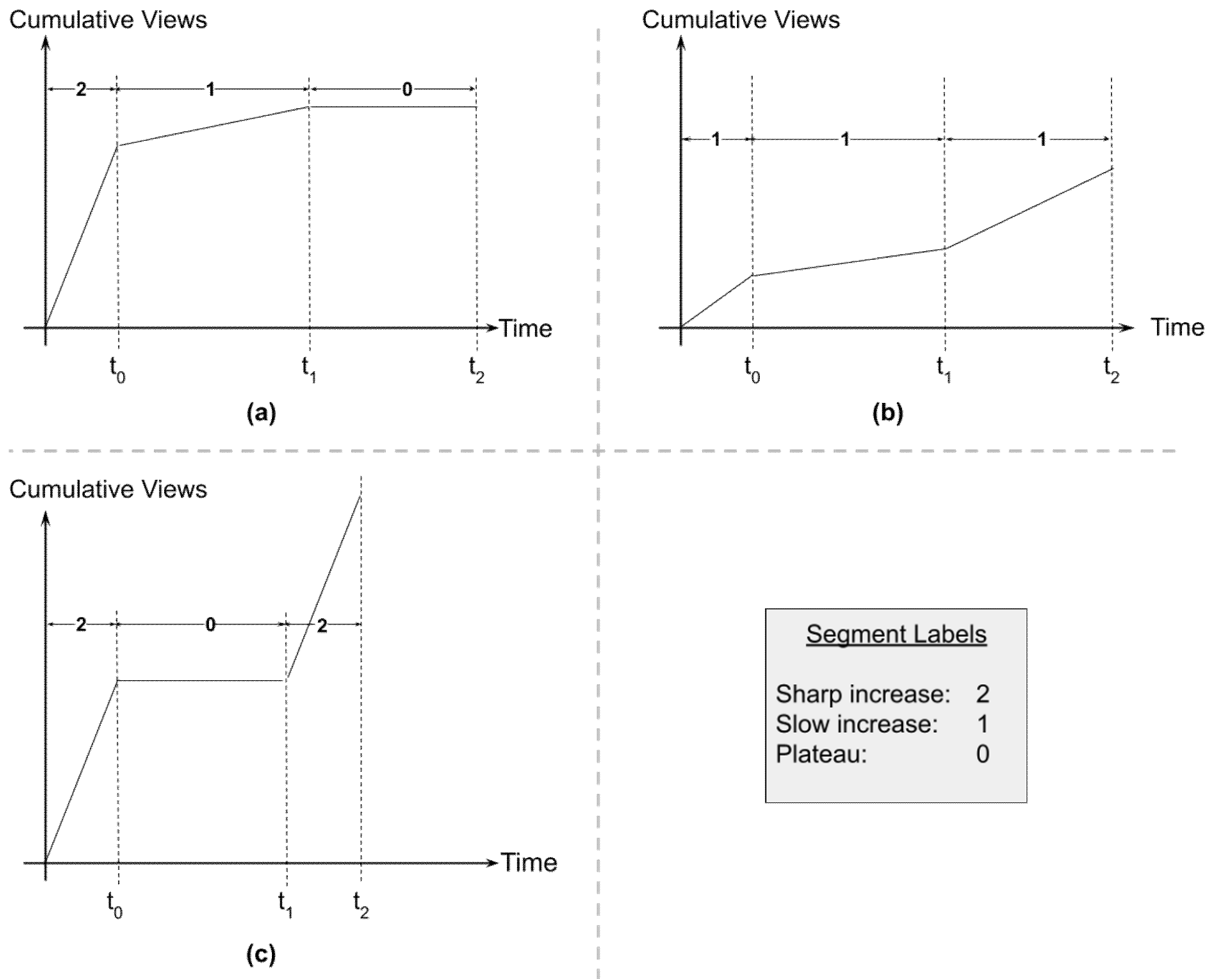 Cumulative Views
2 1 0
Time
t0 t1 t2
(a)
Cumulative Views
1 1 1
Time
t0 t1 t2
(b)
Cumulative Views
2 0 2
Time
t0 t1 t2
(c)
Segment Labels
Sharp increase: 2
Slow increase: 1
Plateau: 0